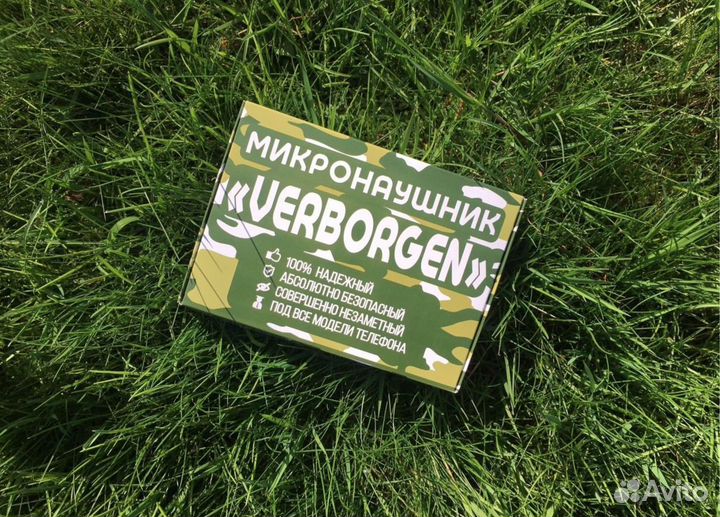 МИКРОНАУШНИК
«VERBORGEN»
100% НАДЕЖНЫЙ
АБСОЛЮТНО БЕЗОПАСНЫЙ
СОВЕРШЕННО НЕЗАМЕТНЫЙ
ПОД ВСЕ МОДЕЛИ ТЕЛЕФОНА
Avito